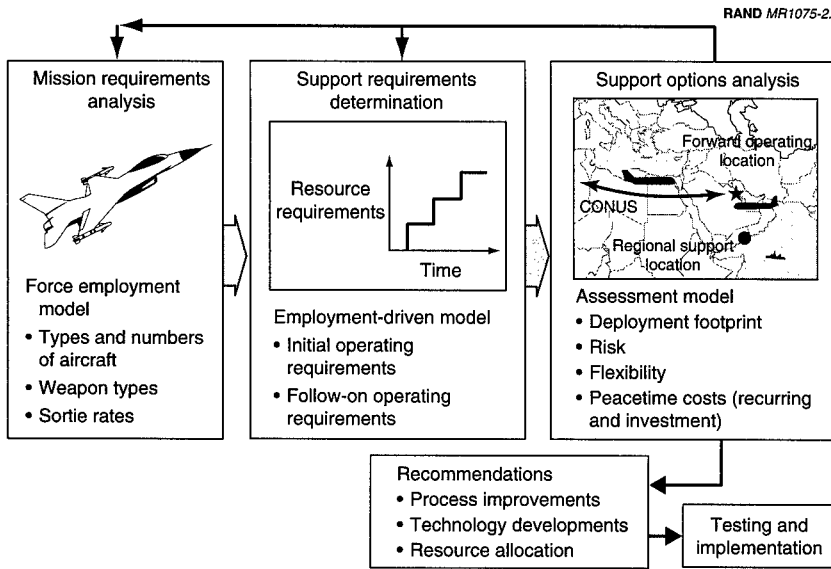 RAND MR1075-2.
Mission requirements
analysis
Force employment
model
• Types and numbers
of aircraft
• Weapon types
• Sortie rates
Support requirements
determination
Resource
requirements
Time
Employment-driven model
• Initial operating
requirements
• Follow-on operating
requirements
Support options analysis
Forward operating
location
CONUS
Regional support
location
Assessment model
• Deployment footprint
• Risk
• Flexibility
• Peacetime costs (recurring
and investment)
Recommendations
• Process improvements
• Technology developments
• Resource allocation
Testing and
implementation